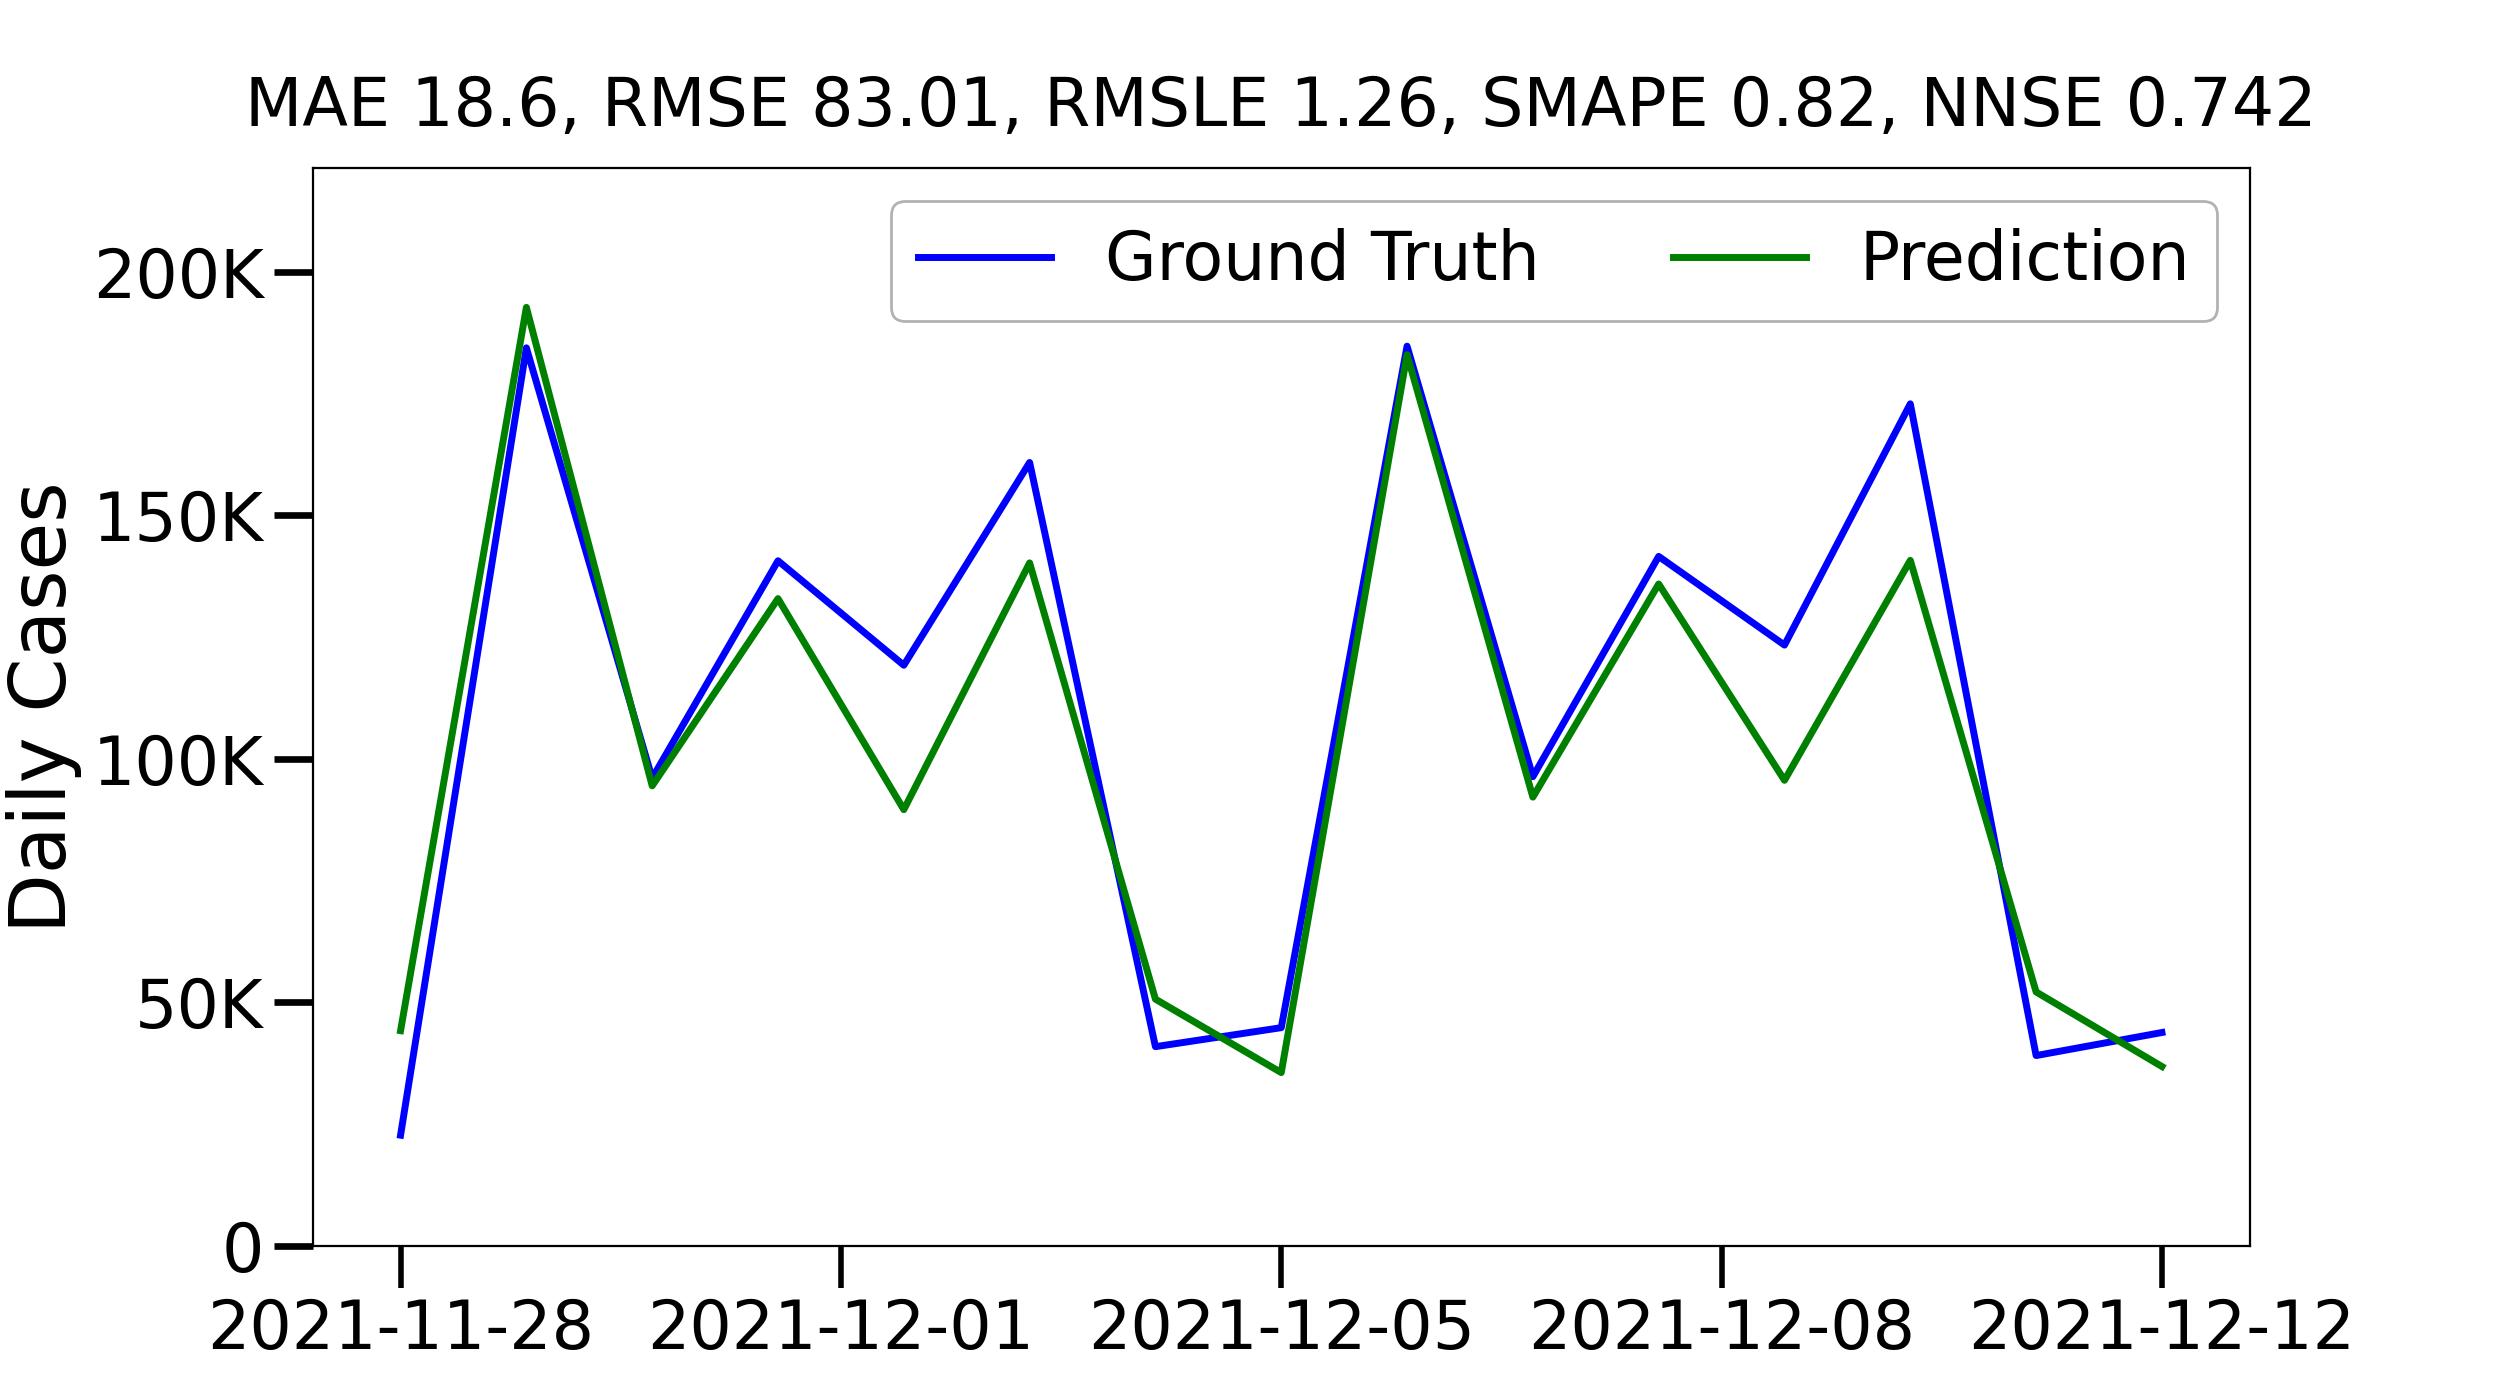 MAE 18.6, RMSE 83.01, RMSLE 1.26, SMAPE 0.82, NNSE 0.742
Ground Truth Prediction
200K
150K
100K
50K
0
Daily Cases
2021-11-28 2021-12-01 2021-12-05 2021-12-08 2021-12-12